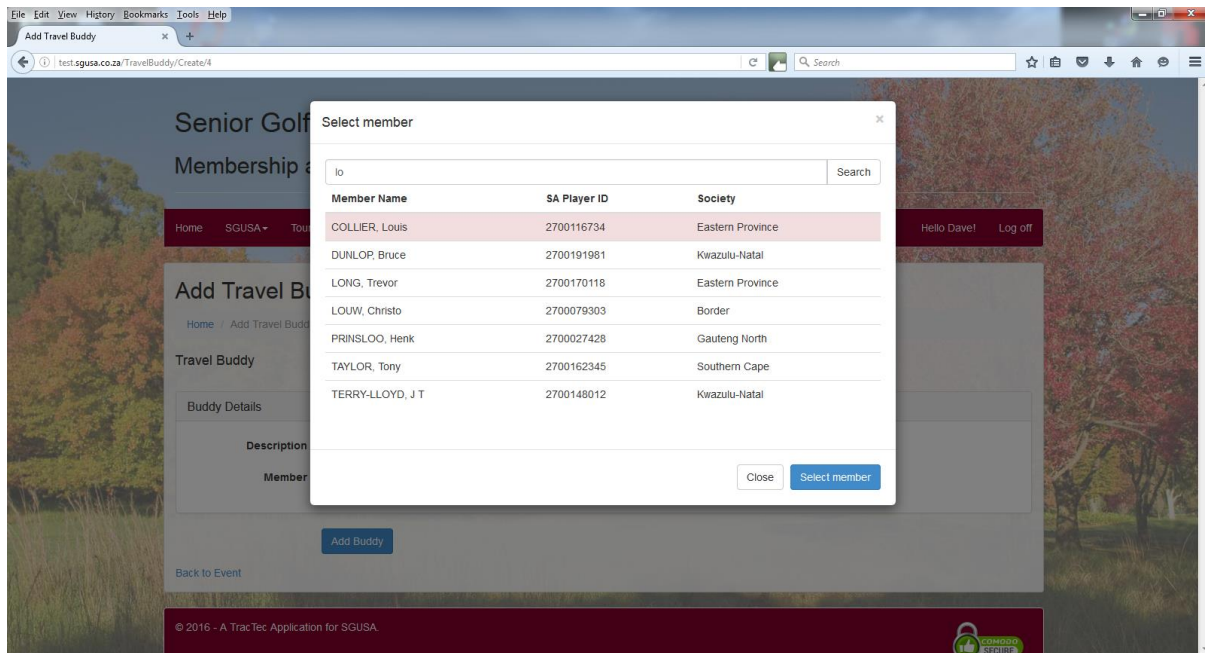 File Edit View History Bookmarks Tools Help
Add Travel Buddy × +
test.sgusa.co.za/TravelBuddy/Create/4 Search
Senior Golf
Membership a
Home SGUSA Tou Hello Dave! Log off
Add Travel Bu
Home / Add Travel Budd
Travel Buddy
Buddy Details
Description
Member
Select member ×
lo Search
Member Name SA Player ID Society
COLLIER, Louis 2700116734 Eastern Province
DUNLOP, Bruce 2700191981 Kwazulu-Natal
LONG, Trevor 2700170118 Eastern Province
LOUW, Christo 2700079303 Border
PRINSLOO, Henk 2700027428 Gauteng North
TAYLOR, Tony 2700162345 Southern Cape
TERRY-LLOYD, J T 2700148012 Kwazulu-Natal
Close Select member
Add Buddy
Back to Event
© 2016 - A TracTec Application for SGUSA.
COMODO
SECURE